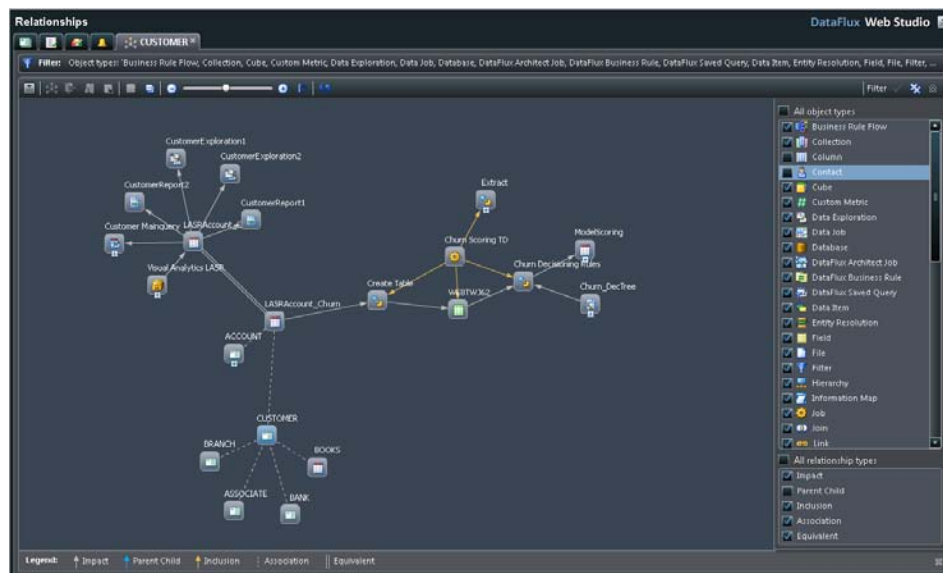 Relationships
DataFlux Web Studio
CUSTOMER ×
Filter: Object types: 'Business Rule Flow, Collection, Cube, Custom Metric, Data Exploration, Data Job, Database, DataFlux Architect Job, DataFlux Business Rule, DataFlux Saved Query, Data Item, Entity Resolution, Field, File, Filter, ...
Filter
All object types
Business Rule Flow
Collection
Column
Contact
Cube
Custom Metric
Data Exploration
Data Job
Database
DataFlux Architect Job
DataFlux Business Rule
DataFlux Saved Query
Data Item
Entity Resolution
Field
File
Filter
Hierarchy
Information Map
Job
Join
Link
All relationship types
Impact
Parent Child
Inclusion
Association
Equivalent
CustomerExploration1
CustomerExploration2
CustomerReport2
CustomerReport1
Customer Mainquery
LASRAccount
Visual Analytics LASR
LASRAccount_Churn
ACCOUNT
Create Table
Extract
Churn Scoring TD
ModelScoring
Churn Decisioning Rules
Churn_DecTree
CUSTOMER
BRANCH
BOOKS
ASSOCIATE
BANK
Legend: Impact Parent Child Inclusion Association Equivalent